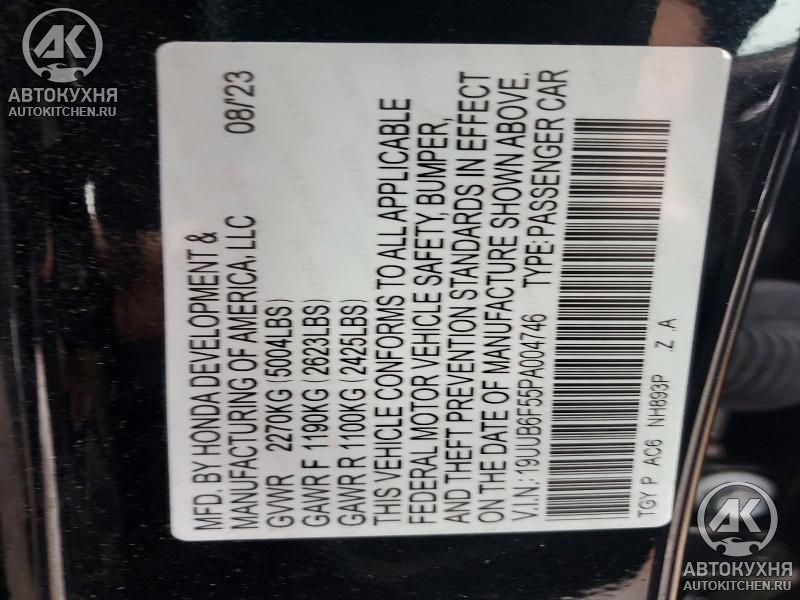 AK
АВТОКУХНЯ
AUTOKITCHEN.RU
MFD. BY HONDA DEVELOPMENT & 08/'23
MANUFACTURING OF AMERICA, LLC
GVWR 2270KG (5004LBS)
GAWR F 1190KG (2623LBS)
GAWR R 1100KG (2425LBS)
THIS VEHICLE CONFORMS TO ALL APPLICABLE
FEDERAL MOTOR VEHICLE SAFETY, BUMPER,
AND THEFT PREVENTION STANDARDS IN EFFECT
ON THE DATE OF MANUFACTURE SHOWN ABOVE.
V.I.N.:19UUB6F55PA004746 TYPE:PASSENGER CAR
TGY P AC6 NH893P .Z .A
AK
АВТОКУХНЯ
AUTOKITCHEN.RU